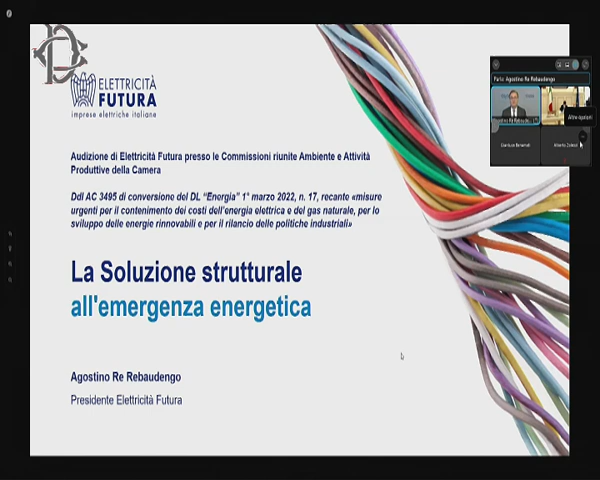 ELETTRICITÀ
FUTURA
imprese elettriche italiane
Audizione di Elettricità Futura presso le Commissioni riunite Ambiente e Attività
Produttive della Camera
Ddl AC 3495 di conversione del DL "Energia" 1° marzo 2022, n. 17, recante «misure
urgenti per il contenimento dei costi dell'energia elettrica e del gas naturale, per lo
sviluppo delle energie rinnovabili e per il rilancio delle politiche industriali»
La Soluzione strutturale
all'emergenza energetica
Agostino Re Rebaudengo
Presidente Elettricità Futura
Parla: Agostino Re Rebaudengo
Altre opzioni